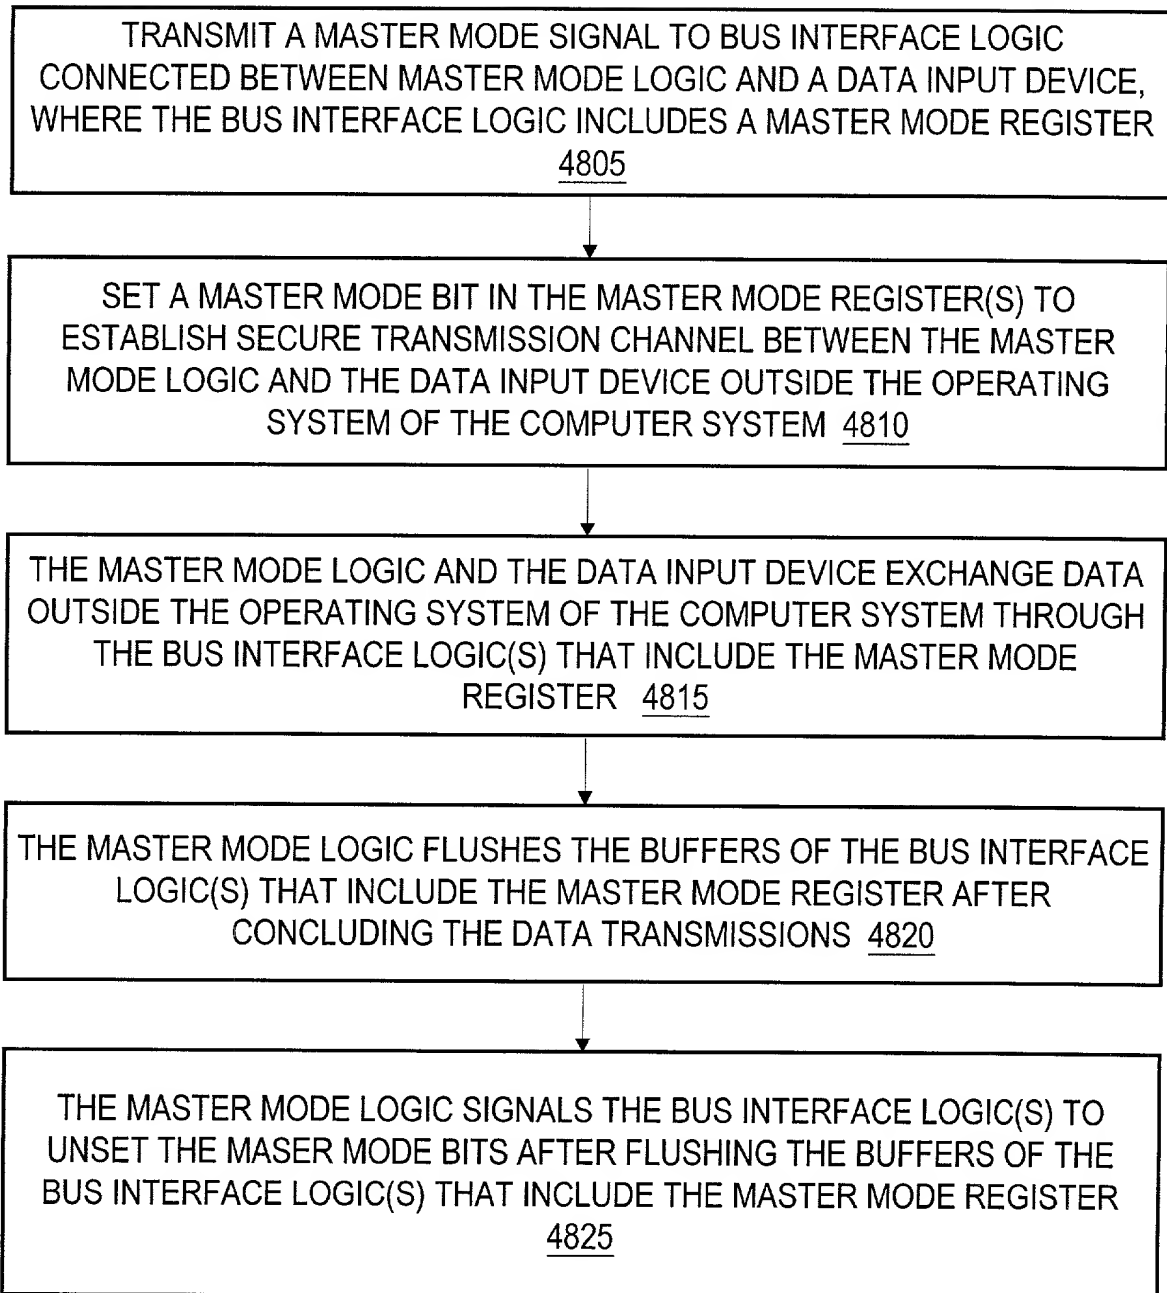 TRANSMIT A MASTER MODE SIGNAL TO BUS INTERFACE LOGIC
CONNECTED BETWEEN MASTER MODE LOGIC AND A DATA INPUT DEVICE,
WHERE THE BUS INTERFACE LOGIC INCLUDES A MASTER MODE REGISTER
4805
SET A MASTER MODE BIT IN THE MASTER MODE REGISTER(S) TO
ESTABLISH SECURE TRANSMISSION CHANNEL BETWEEN THE MASTER
MODE LOGIC AND THE DATA INPUT DEVICE OUTSIDE THE OPERATING
SYSTEM OF THE COMPUTER SYSTEM 4810
THE MASTER MODE LOGIC AND THE DATA INPUT DEVICE EXCHANGE DATA
OUTSIDE THE OPERATING SYSTEM OF THE COMPUTER SYSTEM THROUGH
THE BUS INTERFACE LOGIC(S) THAT INCLUDE THE MASTER MODE
REGISTER 4815
THE MASTER MODE LOGIC FLUSHES THE BUFFERS OF THE BUS INTERFACE
LOGIC(S) THAT INCLUDE THE MASTER MODE REGISTER AFTER
CONCLUDING THE DATA TRANSMISSIONS 4820
THE MASTER MODE LOGIC SIGNALS THE BUS INTERFACE LOGIC(S) TO
UNSET THE MASER MODE BITS AFTER FLUSHING THE BUFFERS OF THE
BUS INTERFACE LOGIC(S) THAT INCLUDE THE MASTER MODE REGISTER
4825